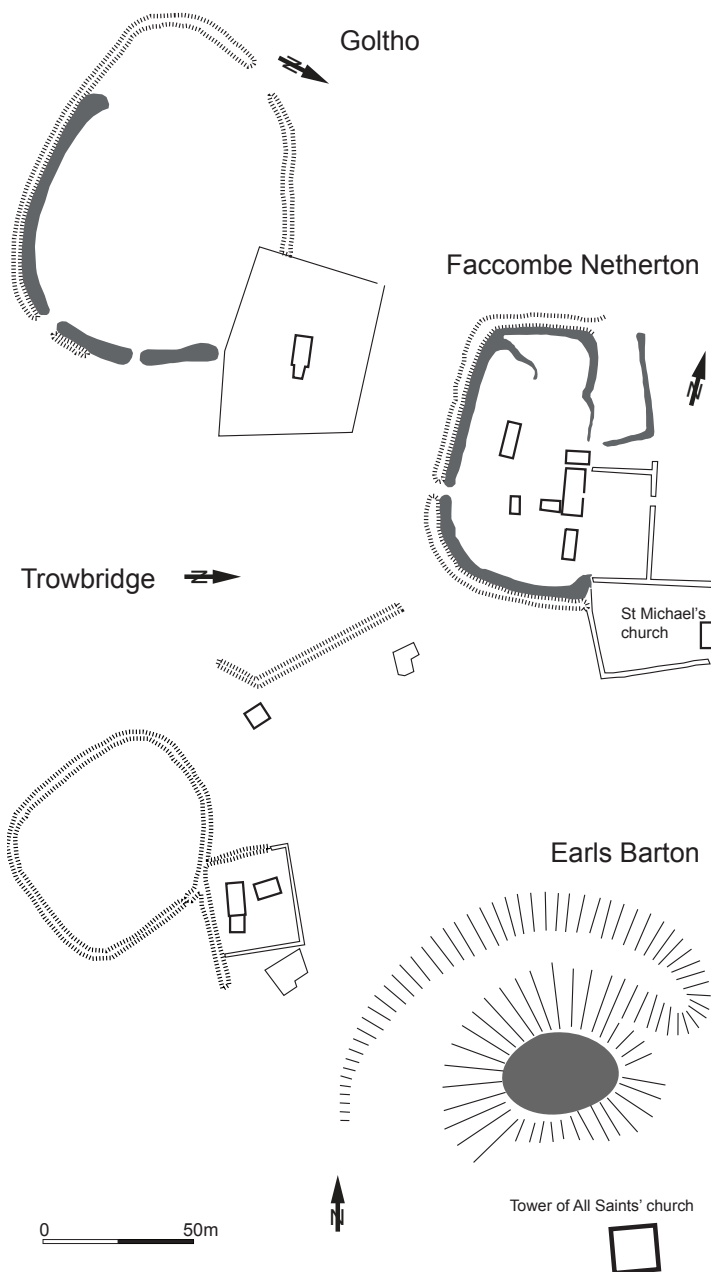 Goltho
N
Faccombe Netherton
N
Trowbridge
N
St Michael's
church
Earls Barton
N
Tower of All Saints' church
0 50m